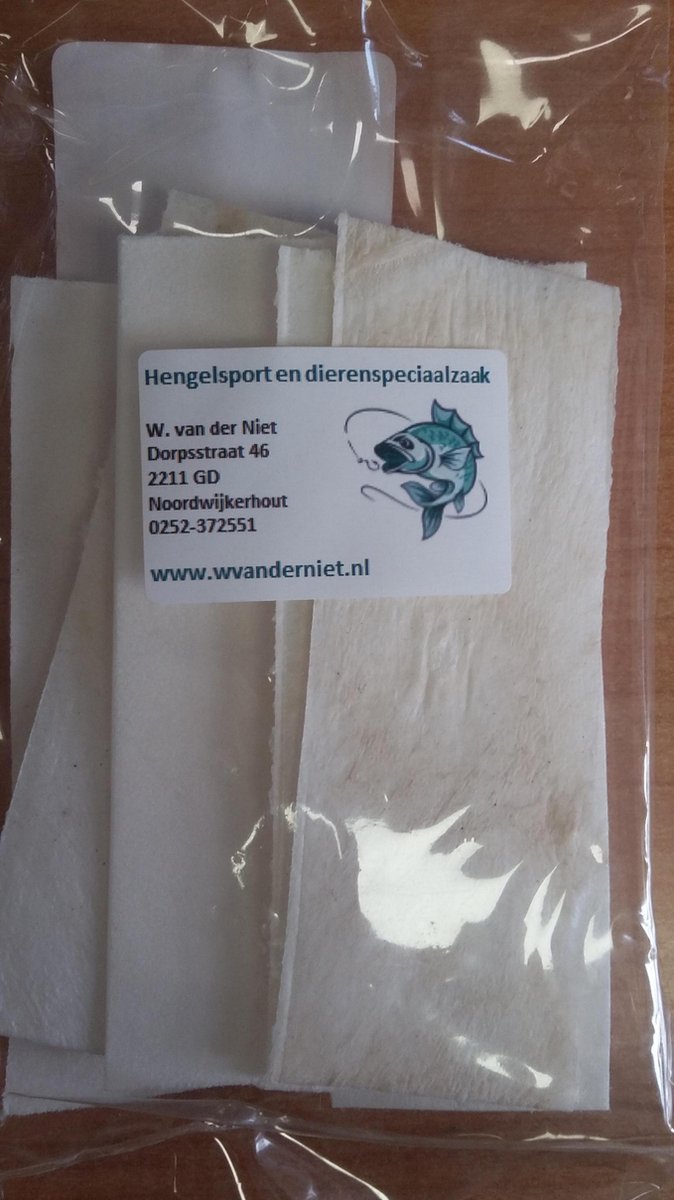 Hengelsport en dierenspeciaalzaak
W. van der Niet
Dorpsstraat 46
2211 GD
Noordwijkerhout
0252-372551
www.wvanderniet.nl